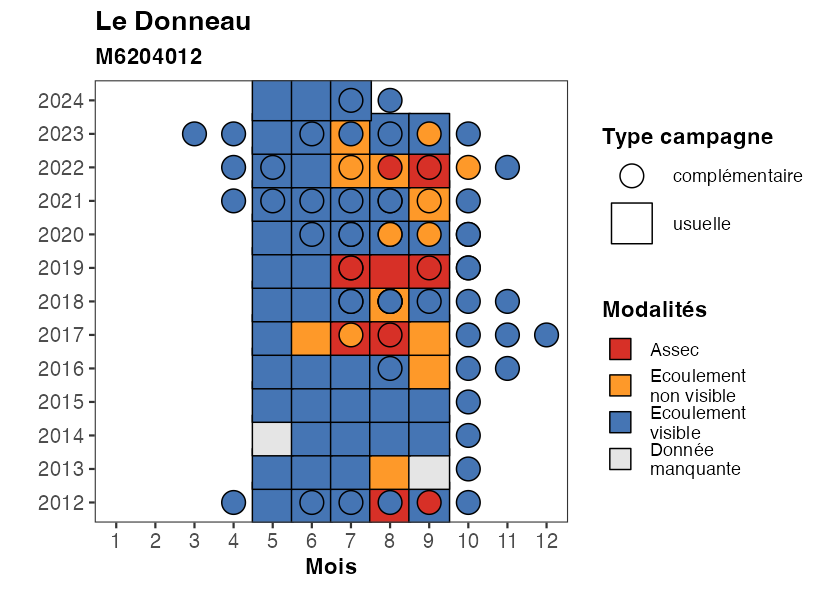 Le Donneau
M6204012
2024
2023
2022
2021
2020
2019
2018
2017
2016
2015
2014
2013
2012
1 2 3 4 5 6 7 8 9 10 11 12
Mois
Type campagne
complémentaire
usuelle
Modalités
Assec
Ecoulement
non visible
Ecoulement
visible
Donnée
manquante